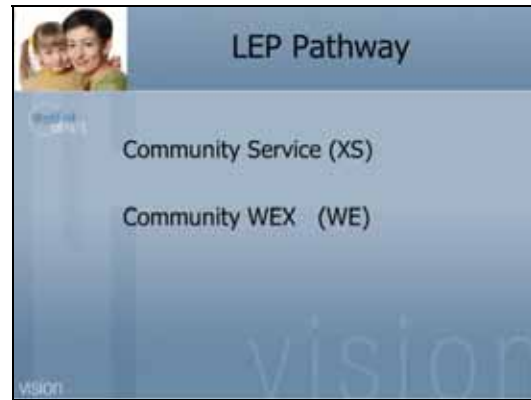 LEP Pathway
Community Service (XS)
Community WEX (WE)
vision
vision